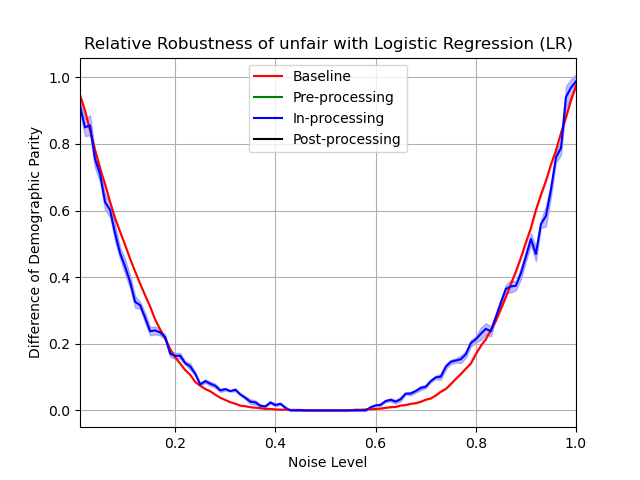 Relative Robustness of unfair with Logistic Regression (LR)
Difference of Demographic Parity
1.0
0.8
0.6
0.4
0.2
0.0
Baseline
Pre-processing
In-processing
Post-processing
0.2 0.4 0.6 0.8 1.0
Noise Level